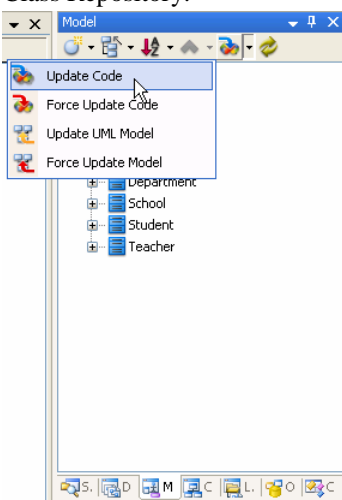 Class Repository.
Model
Update Code
Force Update Code
Update UML Model
Force Update Model
Department
School
Student
Teacher
S. D M C L. O C